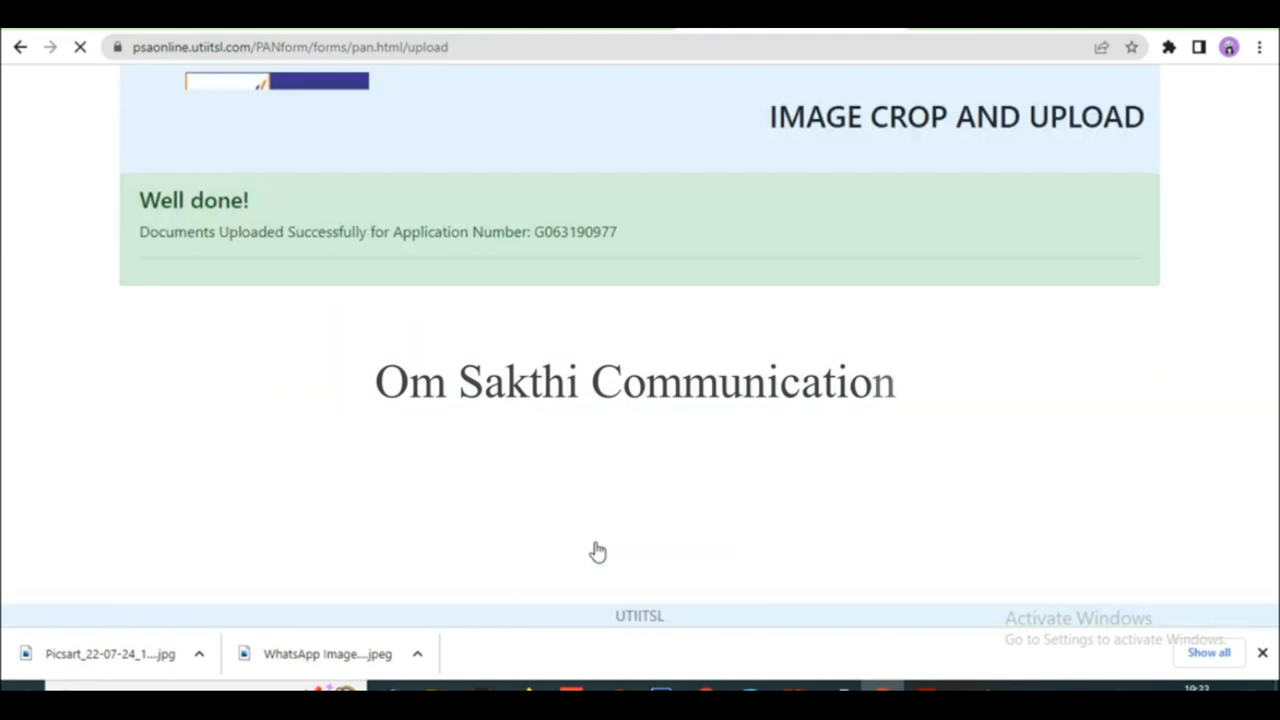 psaonline.utiitsl.com/PANform/forms/pan.html/upload
IMAGE CROP AND UPLOAD
Well done!
Documents Uploaded Successfully for Application Number: G063190977
Om Sakthi Communication
UTIITSL
Activate Windows
Go to Settings to activate Windows.
Picsart_22-07-24_1....jpg
WhatsApp Image....jpeg
Show all
19:33